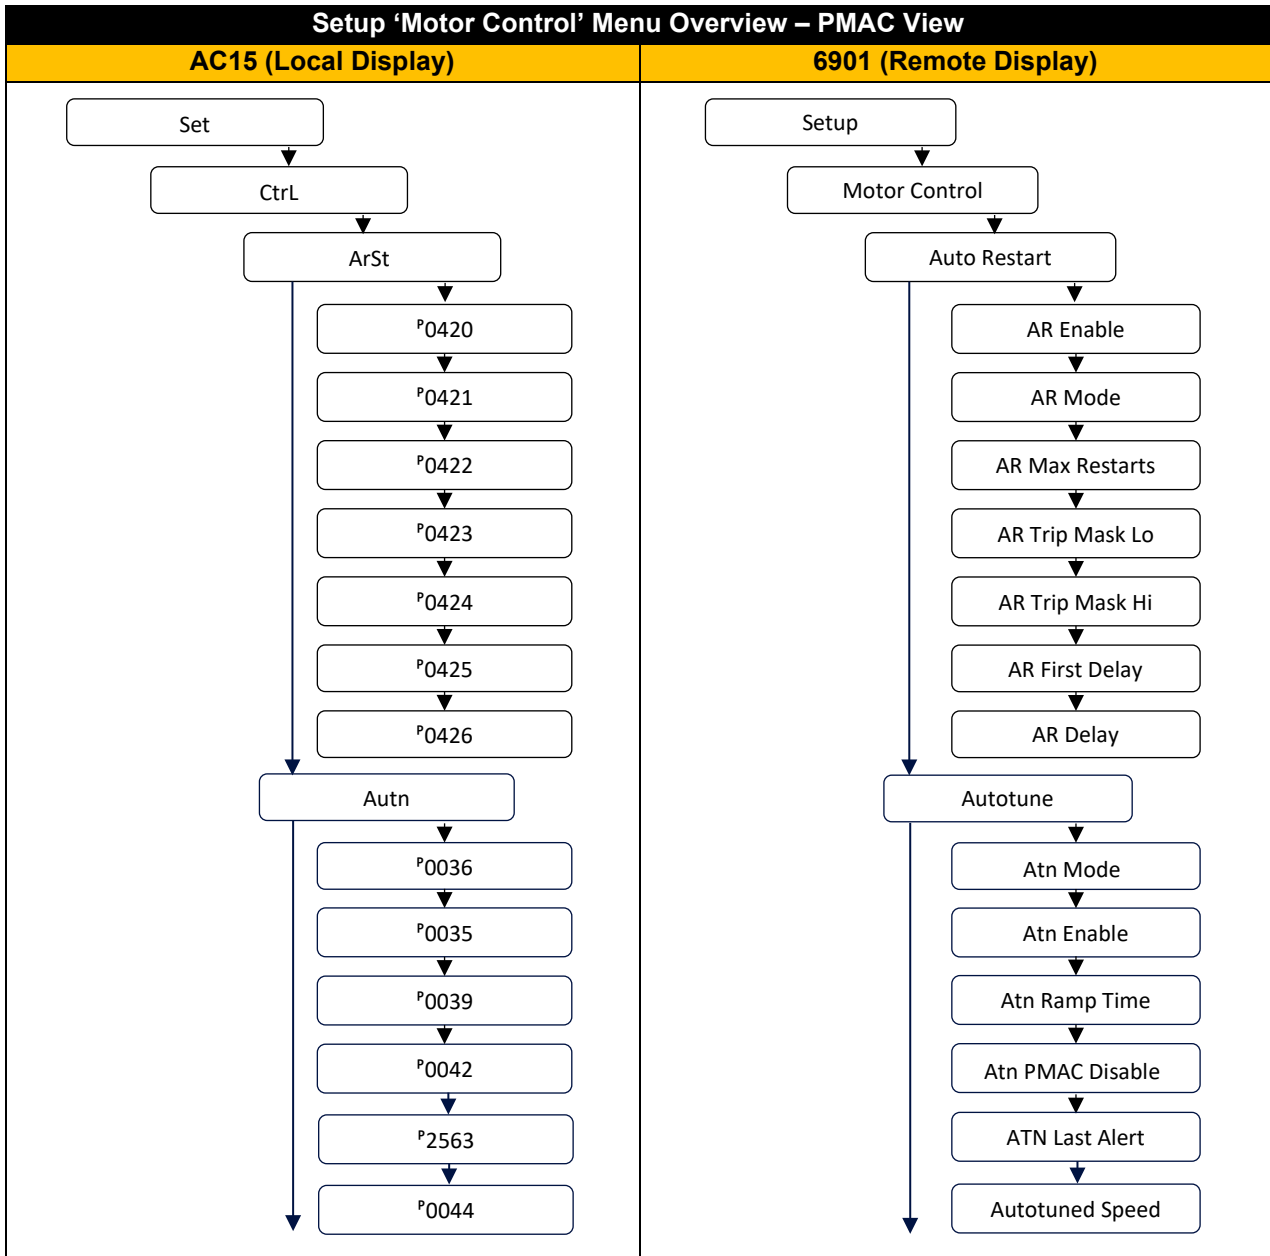 Setup ‘Motor Control’ Menu Overview – PMAC View
AC15 (Local Display)
6901 (Remote Display)
Set
CtrL
ArSt
ᴾ0420
ᴾ0421
ᴾ0422
ᴾ0423
ᴾ0424
ᴾ0425
ᴾ0426
Autn
ᴾ0036
ᴾ0035
ᴾ0039
ᴾ0042
ᴾ2563
ᴾ0044
Setup
Motor Control
Auto Restart
AR Enable
AR Mode
AR Max Restarts
AR Trip Mask Lo
AR Trip Mask Hi
AR First Delay
AR Delay
Autotune
Atn Mode
Atn Enable
Atn Ramp Time
Atn PMAC Disable
ATN Last Alert
Autotuned Speed